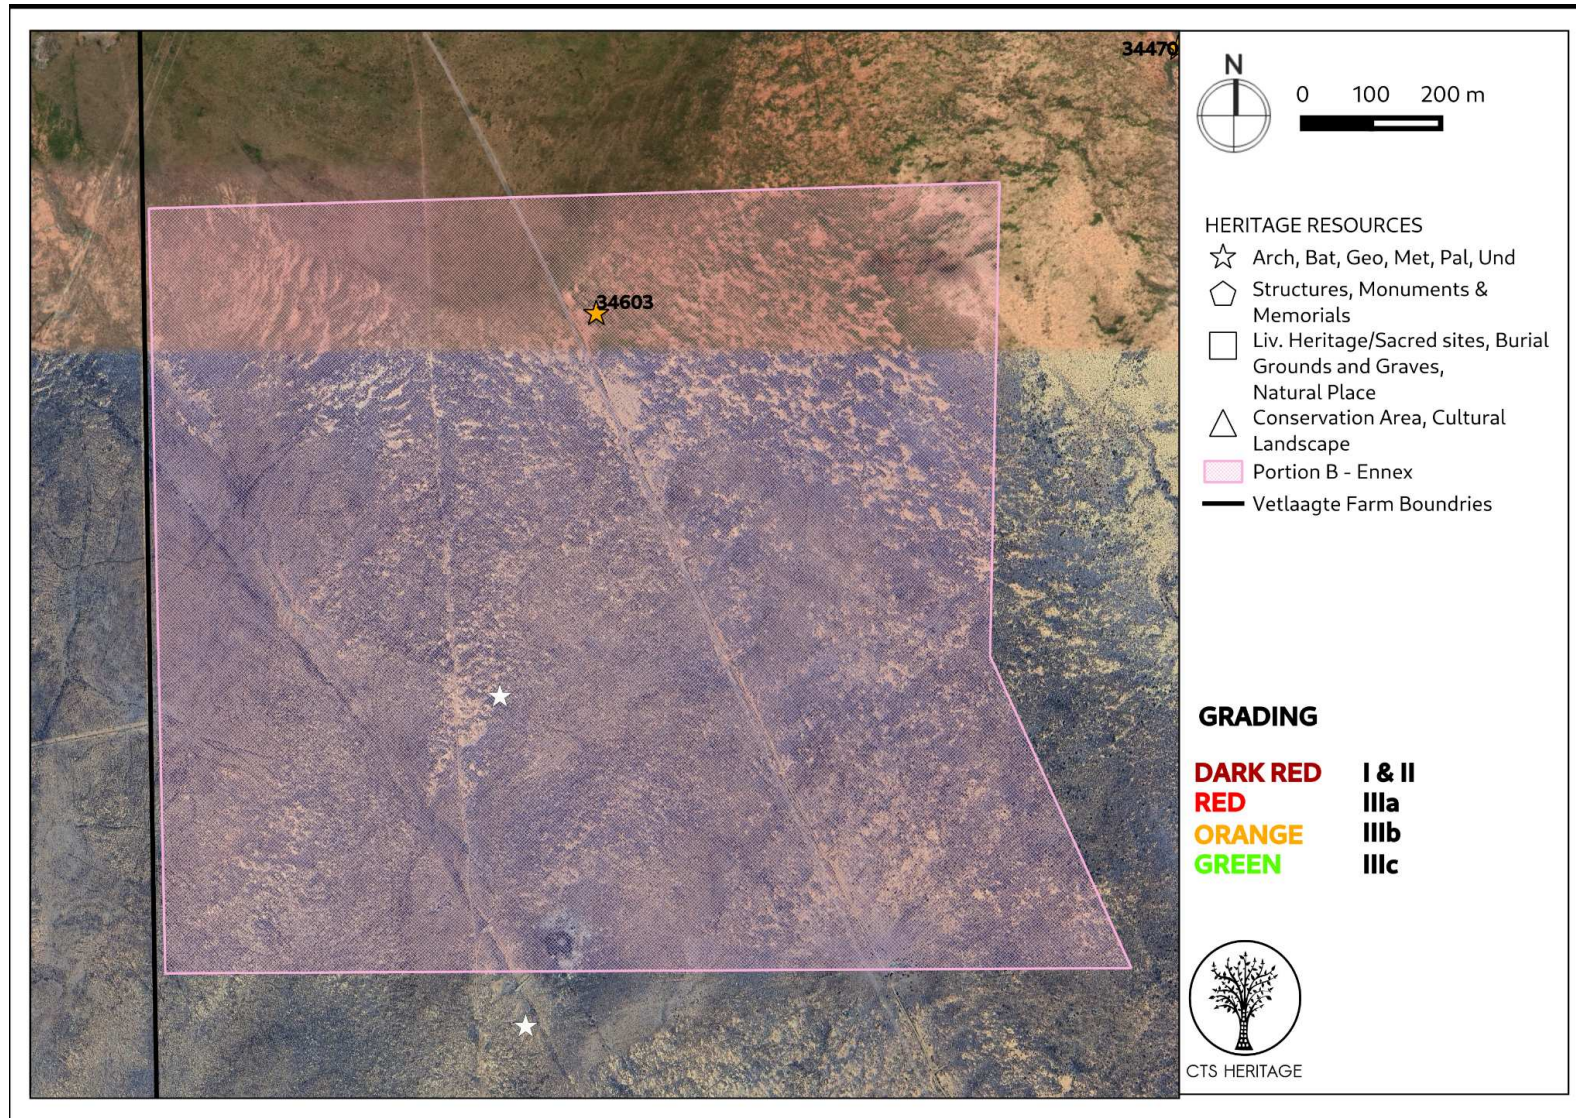 34470
34603
N
0 100 200 m
HERITAGE RESOURCES
Arch, Bat, Geo, Met, Pal, Und
Structures, Monuments &
Memorials
Liv. Heritage/Sacred sites, Burial
Grounds and Graves,
Natural Place
Conservation Area, Cultural
Landscape
Portion B - Ennex
Vetlaagte Farm Boundries
GRADING
DARK RED I & II
RED IIIa
ORANGE IIIb
GREEN IIIc
CTS HERITAGE